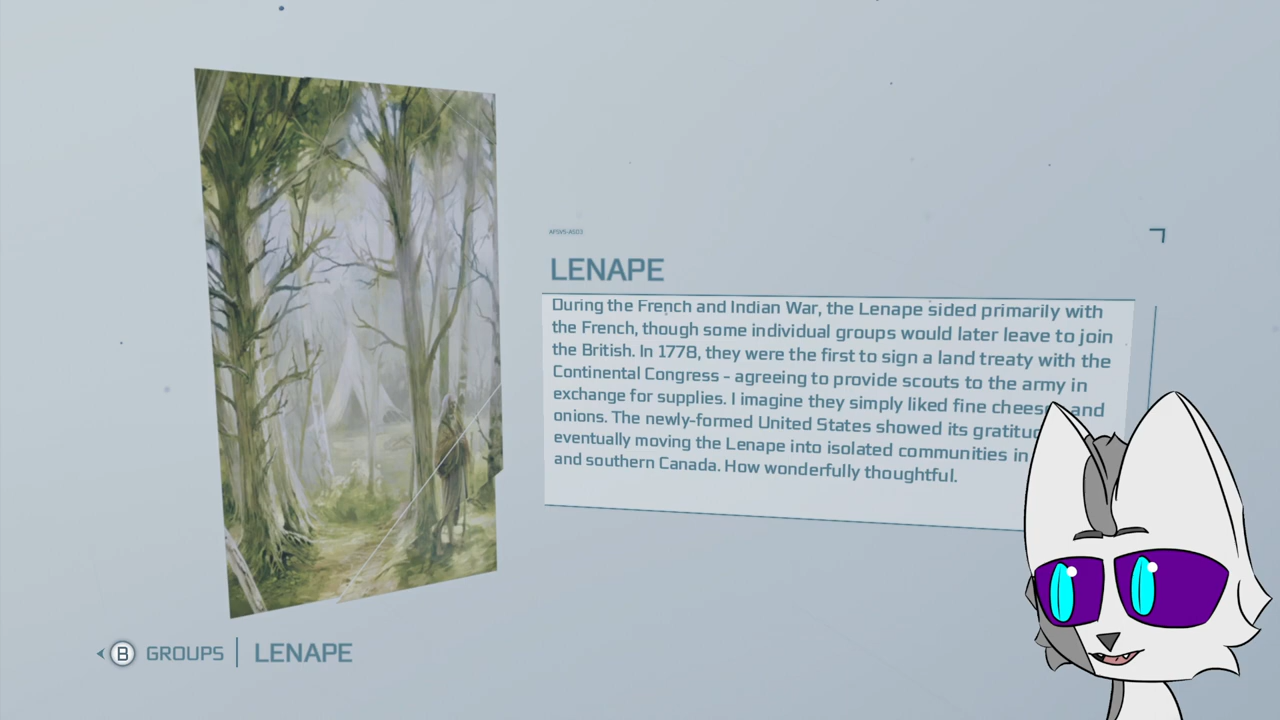 AFSV5-AS03
LENAPE
During the French and Indian War, the Lenape sided primarily with
the French, though some individual groups would later leave to join
the British. In 1778, they were the first to sign a land treaty with the
Continental Congress - agreeing to provide scouts to the army in
exchange for supplies. I imagine they simply liked fine cheese and
onions. The newly-formed United States showed its
eventually moving the Lenape into isolated communities in
and southern Canada. How wonderfully thoughtful.
B GROUPS | LENAPE